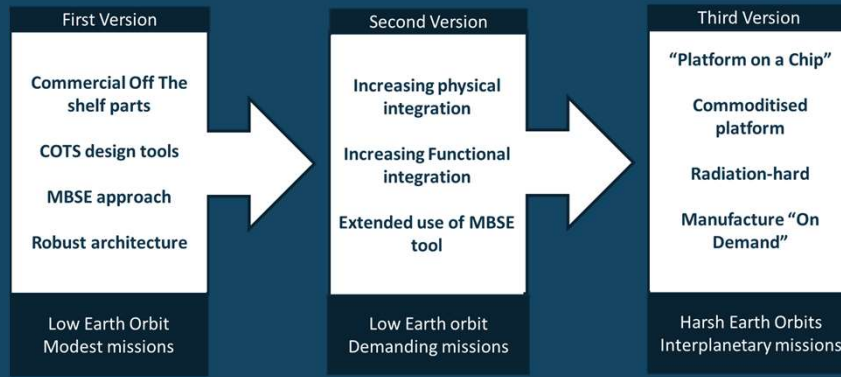 First Version
Commercial Off The
shelf parts
COTS design tools
MBSE approach
Robust architecture
Low Earth Orbit
Modest missions
Second Version
Increasing physical
integration
Increasing Functional
integration
Extended use of MBSE
tool
Low Earth orbit
Demanding missions
Third Version
“Platform on a Chip”
Commoditised
platform
Radiation-hard
Manufacture “On
Demand”
Harsh Earth Orbits
Interplanetary missions